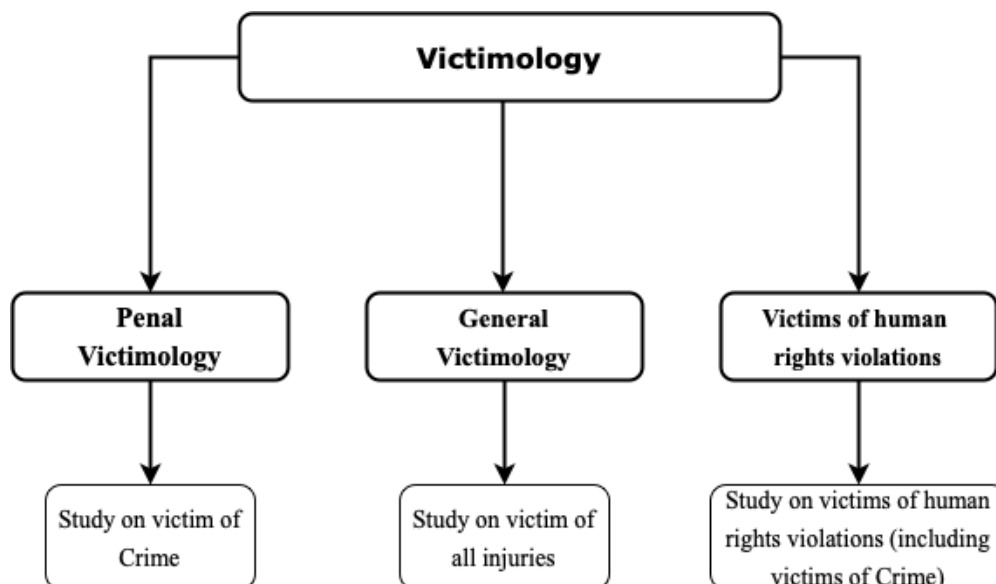 Victimology
Penal
Victimology
General
Victimology
Victims of human
rights violations
Study on victim of
Crime
Study on victim of
all injuries
Study on victims of human
rights violations (including
victims of Crime)